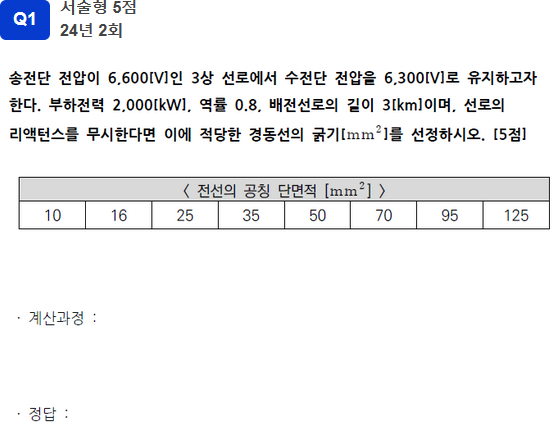 Q1
서술형 5점
24년 2회
송전단 전압이 6,600[V]인 3상 선로에서 수전단 전압을 6,300[V]로 유지하고자
한다. 부하전력 2,000[kW], 역률 0.8, 배전선로의 길이 3[km]이며, 선로의
리액턴스를 무시한다면 이에 적당한 경동선의 굵기[mm²]를 선정하시오. [5점]
〈 전선의 공칭 단면적 [mm²] 〉
10 16 25 35 50 70 95 125
· 계산과정 :
· 정답 :